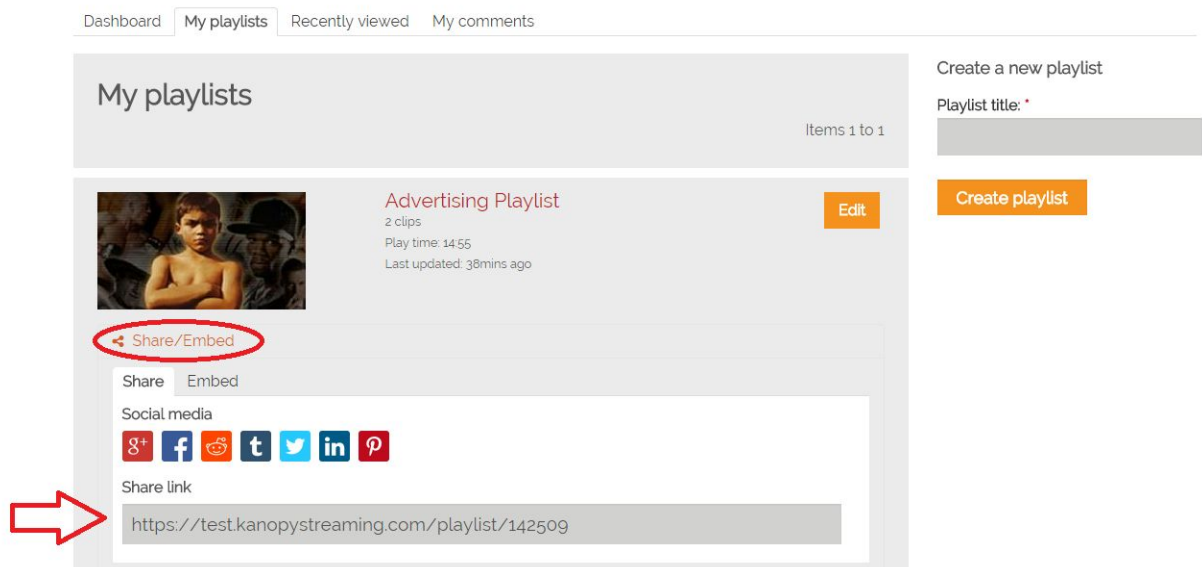 Dashboard My playlists Recently viewed My comments
My playlists
Items 1 to 1
Create a new playlist
Playlist title: *
Create playlist
Advertising Playlist
2 clips
Play time: 14:55
Last updated: 38mins ago
Edit
Share/Embed
Share Embed
Social media
g+ f t in p
Share link
https://test.kanopystreaming.com/playlist/142509